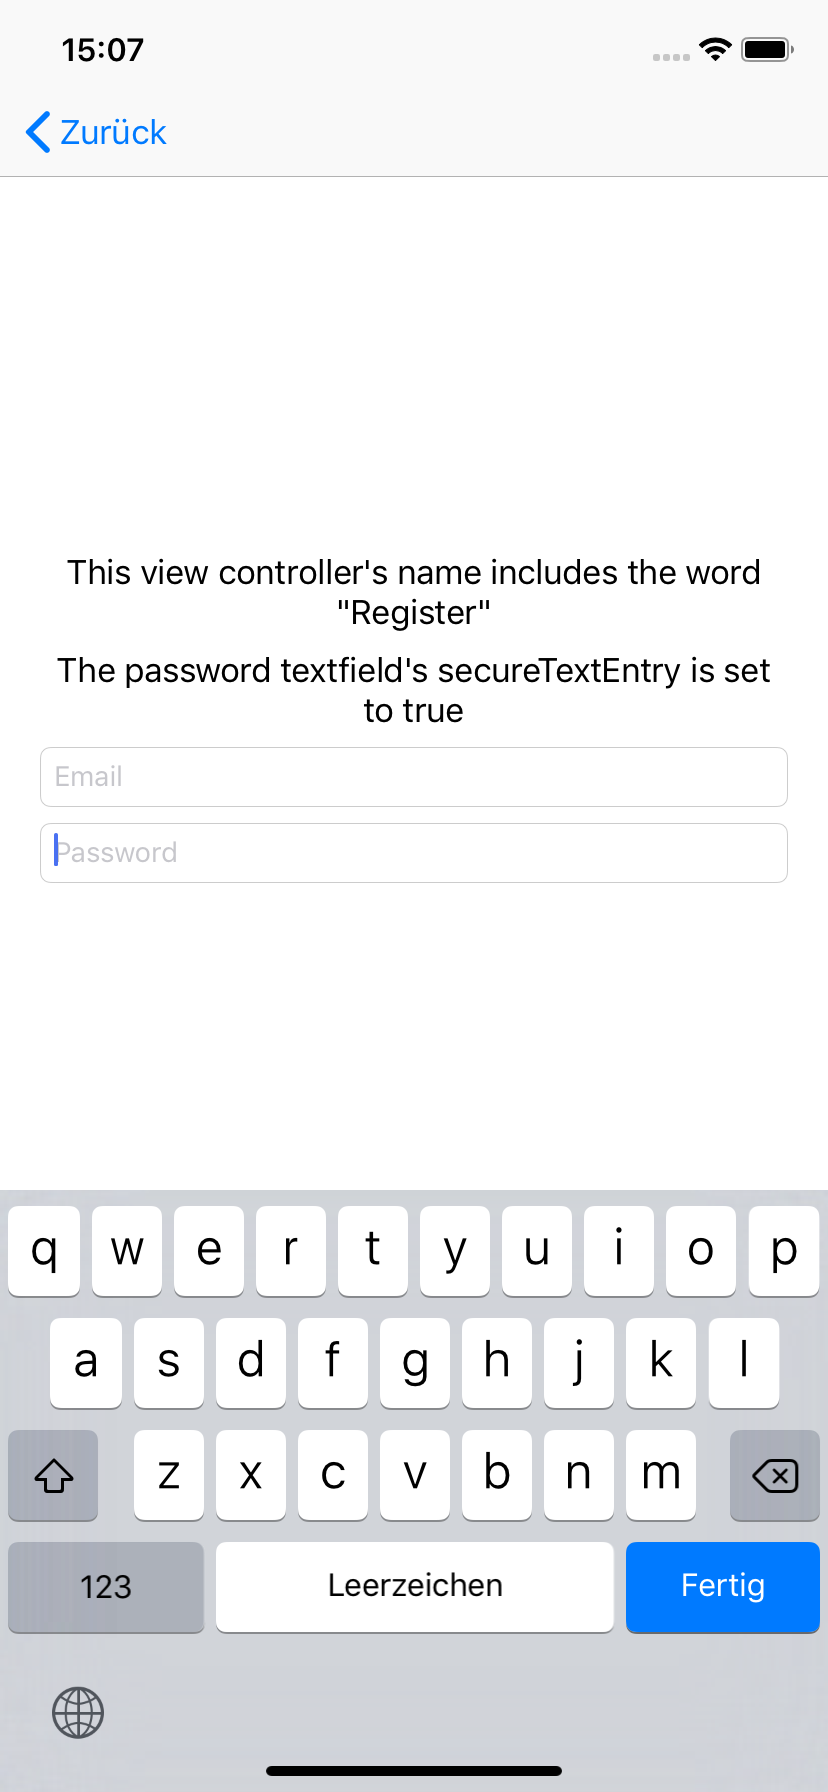 15:07
Zurück
This view controller's name includes the word
"Register"
The password textfield's secureTextEntry is set
to true
Email
Password
q w e r t y u i o p
a s d f g h j k l
z x c v b n m
123 Leerzeichen Fertig